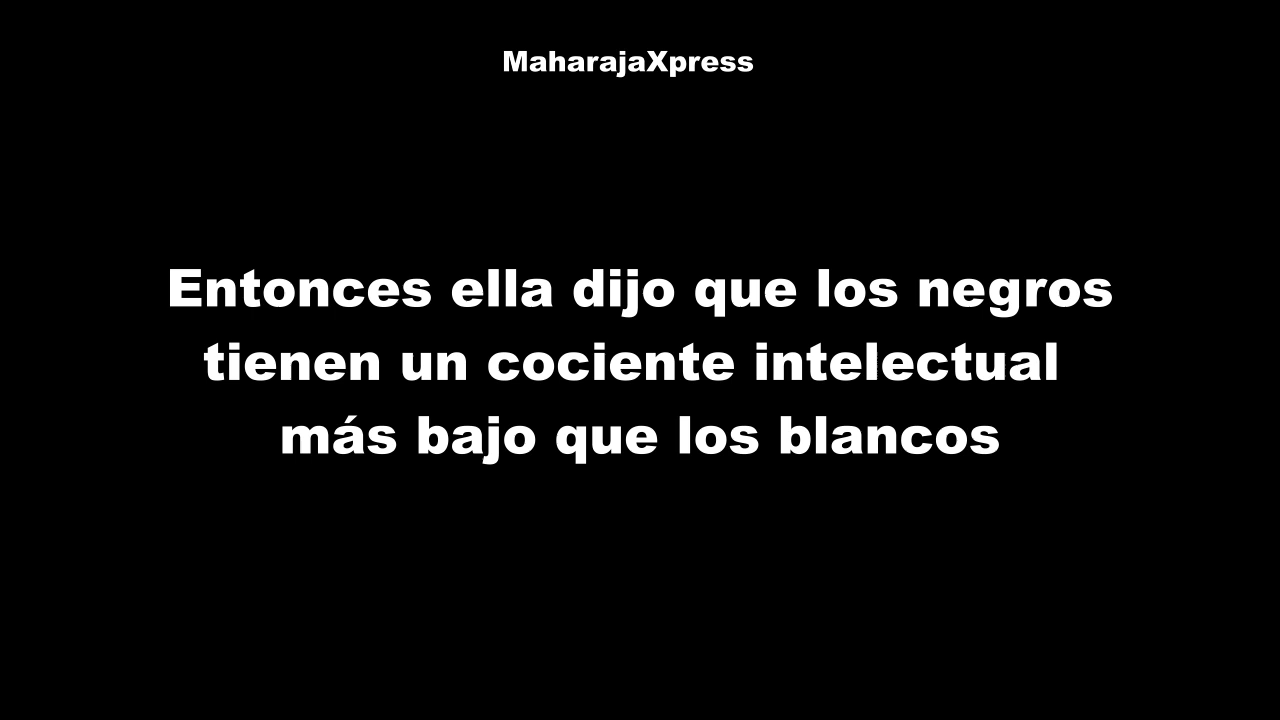 MaharajaXpress
Entonces ella dijo que los negros
tienen un cociente intelectual
más bajo que los blancos